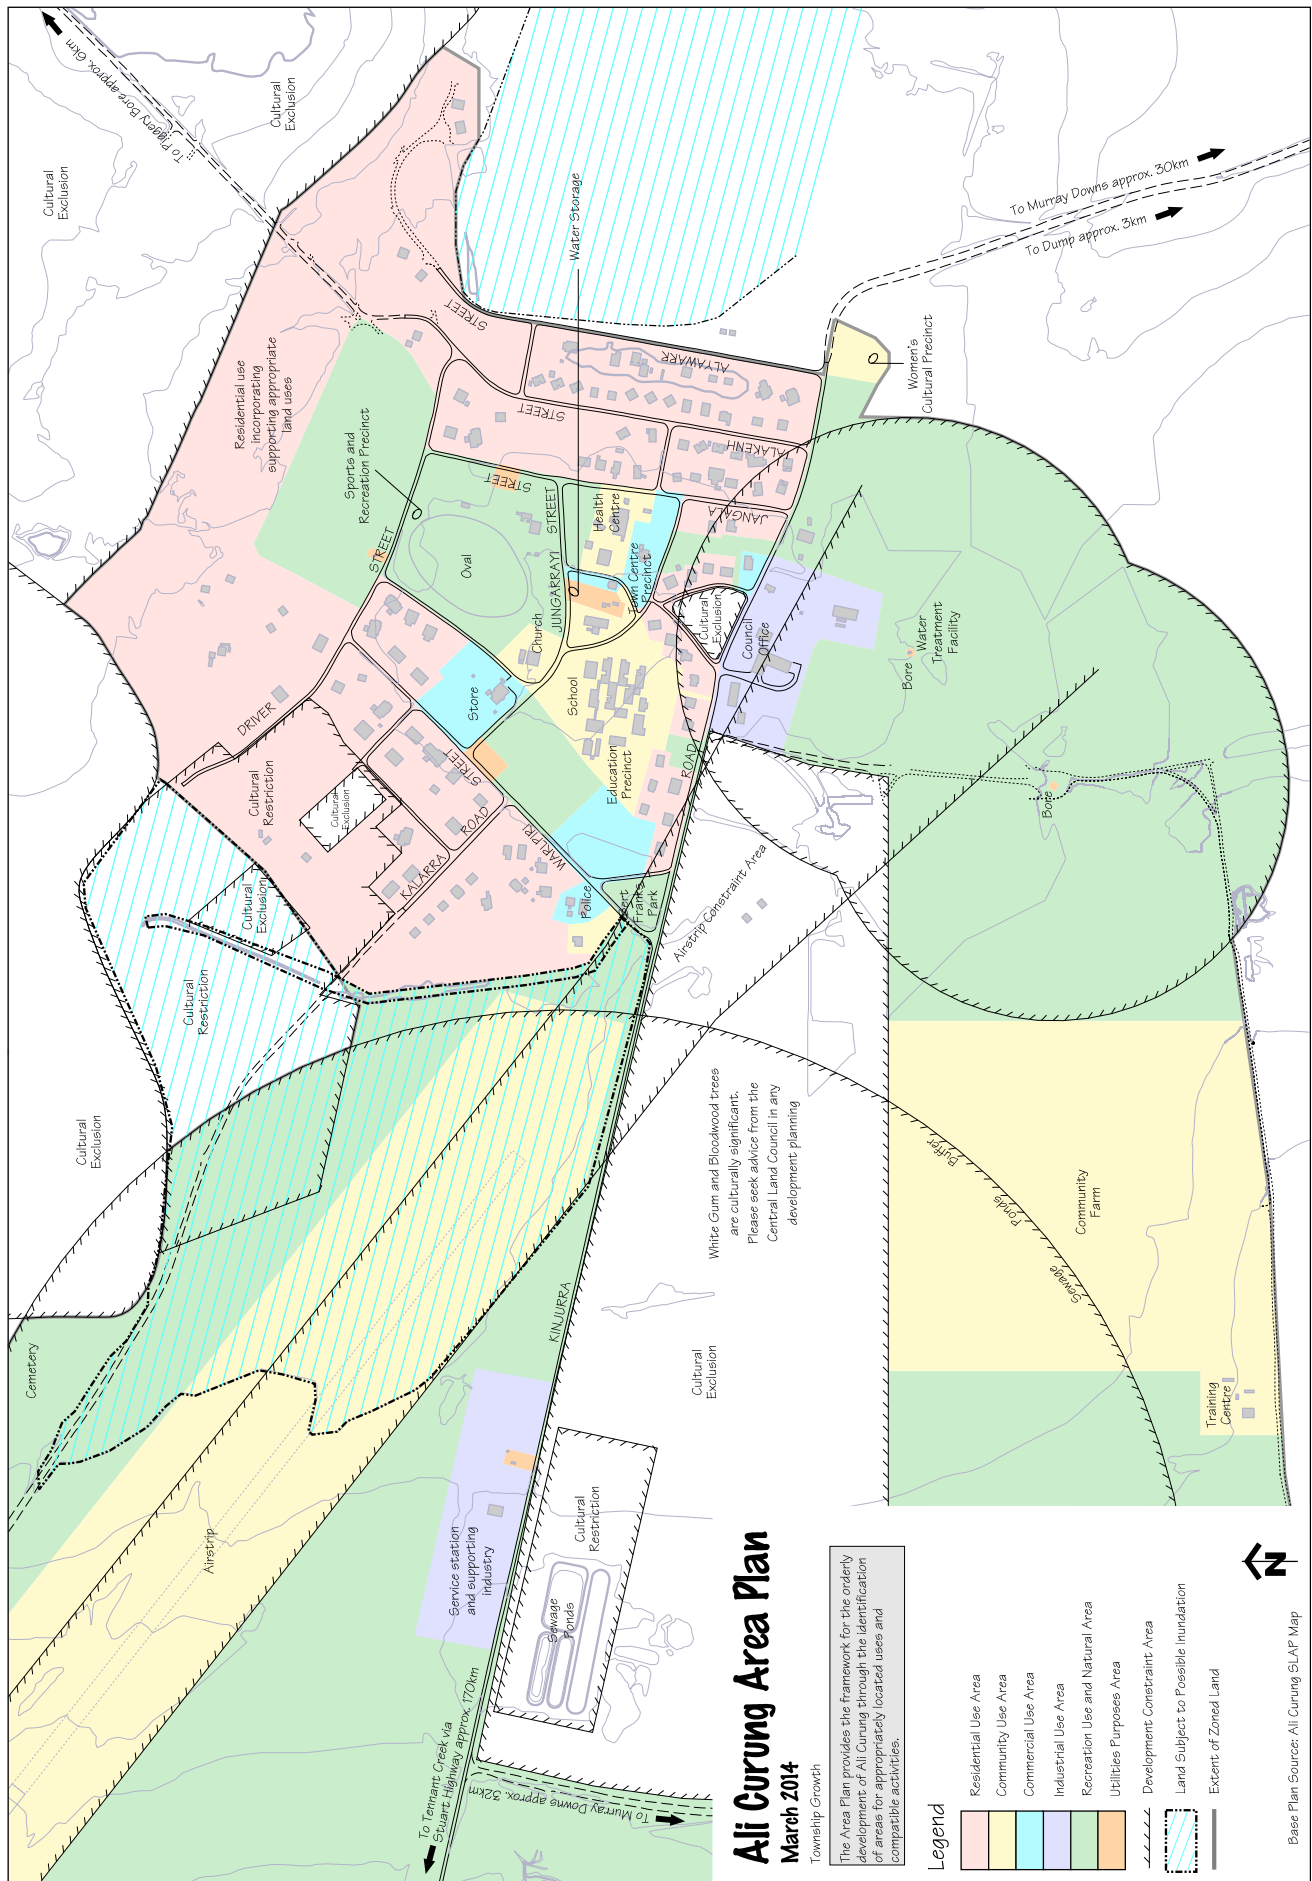 Ali Curung Area Plan
March 2014
Township Growth
The Area Plan provides the framework for the orderly
development of Ali Curung through the identification
of areas for appropriately located uses and
compatible activities.
Legend
Residential Use Area
Community Use Area
Commercial Use Area
Industrial Use Area
Recreation Use and Natural Area
Utilities Purposes Area
Development Constraint Area
Land Subject to Possible Inundation
Extent of Zoned Land
Base Plan Source: Ali Curung SLAP Map
N
To Tennant Creek via
Stuart Highway approx. 170km
To Murray Downs approx. 32km
Sewage
Ponds
Cultural
Restriction
Service station
and supporting
industry
Airstrip
Cemetery
KINJURRA
ROAD
Cultural
Exclusion
White Gum and Bloodwood trees
are culturally significant.
Please seek advice from the
Central Land Council in any
development planning
Cultural
Exclusion
Cultural
Restriction
Cultural
Exclusion
Cultural
Restriction
Cultural
Exclusion
Training
Centre
Community
Farm
Sewage
Ponds
Buffer
Airstrip Constraint Area
Police
Franks
Park
KALARRA
ROAD
WARLPIRI
STREET
DRIVER
STREET
Store
School
Education
Precinct
Church
JUNGARRAYI
STREET
Oval
Sports and
Recreation Precinct
Residential use
incorporating
supporting appropriate
land uses
Town Centre
Precinct
Health
Centre
Cultural
Exclusion
Council
Office
Bore
Water
Treatment
Facility
Bore
JANGALA
STREET
PALAKENH
STREET
ALYAWARR
STREET
Water Storage
Women's
Cultural Precinct
To Murray Downs approx. 30km
To Dump approx. 3km
Cultural
Exclusion
Cultural
Exclusion
To Piggery Bore approx. 6km